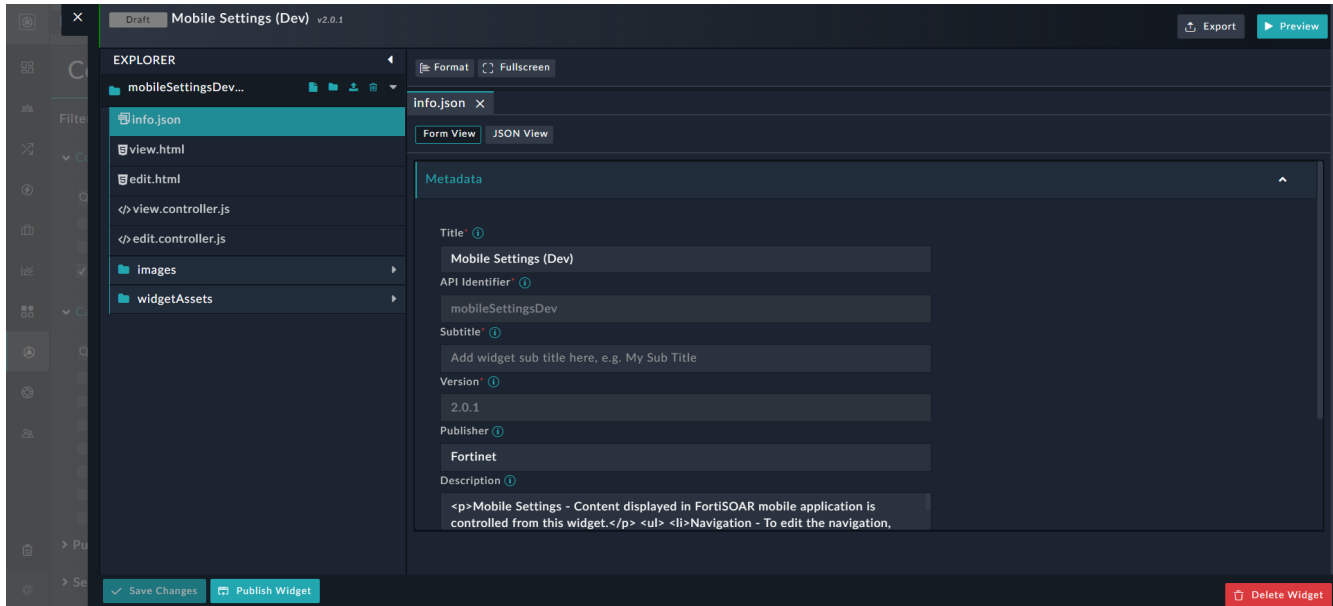 Draft Mobile Settings (Dev) v2.0.1
Export
Preview
EXPLORER
mobileSettingsDev...
info.json
view.html
edit.html
view.controller.js
edit.controller.js
images
widgetAssets
Format
Fullscreen
info.json
Form View
JSON View
Metadata
Title*
Mobile Settings (Dev)
API Identifier*
mobileSettingsDev
Subtitle*
Add widget sub title here, e.g. My Sub Title
Version*
2.0.1
Publisher
Fortinet
Description
<p>Mobile Settings - Content displayed in FortiSOAR mobile application is
controlled from this widget.</p> <ul> <li>Navigation - To edit the navigation,
Save Changes
Publish Widget
Delete Widget
Filte
Pu
Se